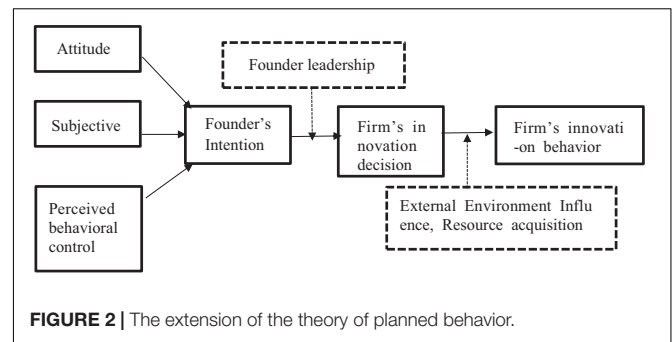 Attitude
Founder leadership
Subjective
Founder's
Intention
Firm's in
novation
decision
Firm's innovati
-on behavior
Perceived
behavioral
control
External Environment Influ
ence, Resource acquisition
FIGURE 2 | The extension of the theory of planned behavior.